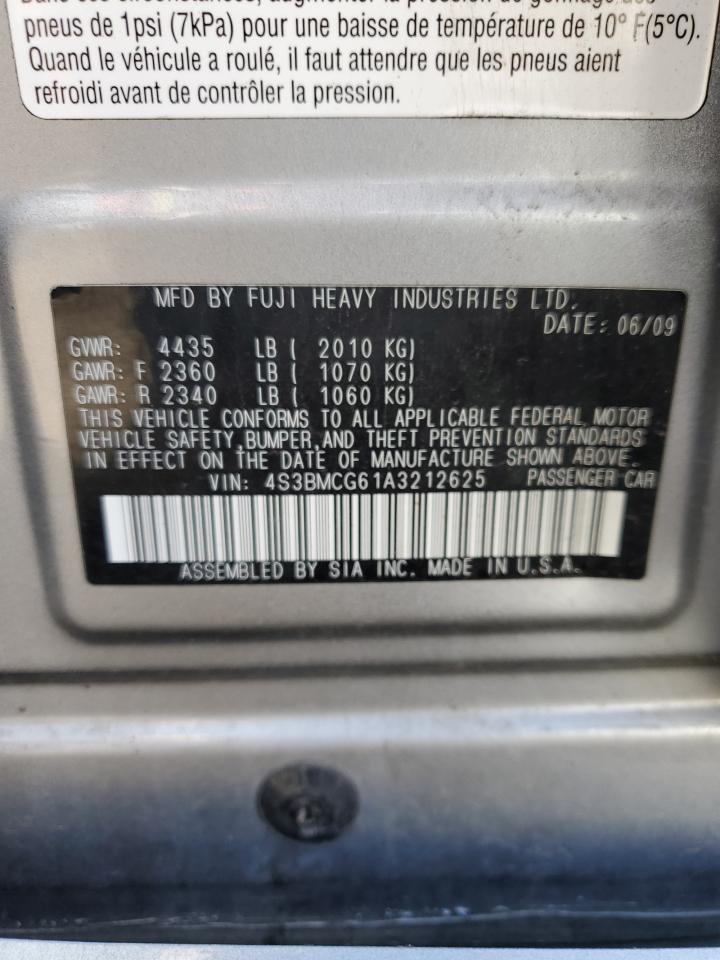 pneus de 1psi (7kPa) pour une baisse de température de 10° F(5°C).
Quand le véhicule a roulé, il faut attendre que les pneus aient
refroidi avant de contrôler la pression.
MFD BY FUJI HEAVY INDUSTRIES LTD.
DATE: 06/09
GVWR: 4435 LB ( 2010 KG)
GAWR: F 2360 LB ( 1070 KG)
GAWR: R 2340 LB ( 1060 KG)
THIS VEHICLE CONFORMS TO ALL APPLICABLE FEDERAL MOTOR
VEHICLE SAFETY, BUMPER, AND THEFT PREVENTION STANDARDS
IN EFFECT ON THE DATE OF MANUFACTURE SHOWN ABOVE.
VIN: 4S3BMCG61A3212625 PASSENGER CAR
ASSEMBLED BY SIA INC. MADE IN U.S.A.